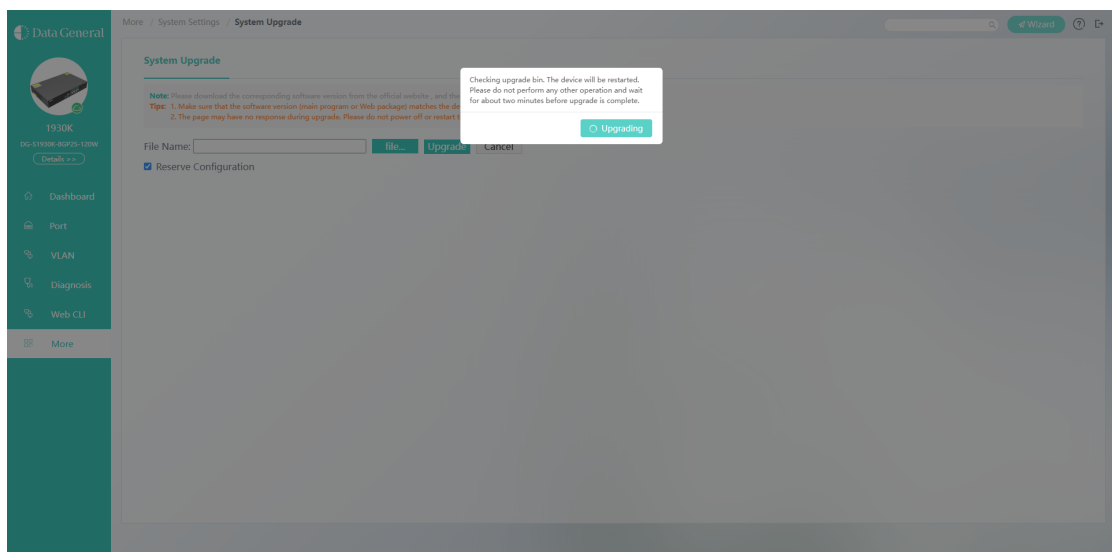 Data General
More / System Settings / System Upgrade
Wizard
System Upgrade
Note: Please download the corresponding software version from the official website , and the
Tips: 1. Make sure that the software version (main program or Web package) matches the de
2. The page may have no response during upgrade. Please do not power off or restart t
Checking upgrade bin. The device will be restarted.
Please do not perform any other operation and wait
for about two minutes before upgrade is complete.
Upgrading
File Name: file... Upgrade Cancel
Reserve Configuration
1930K
DG-S1930K-8GP2S-120W
Details >>
Dashboard
Port
VLAN
Diagnosis
Web CLI
More